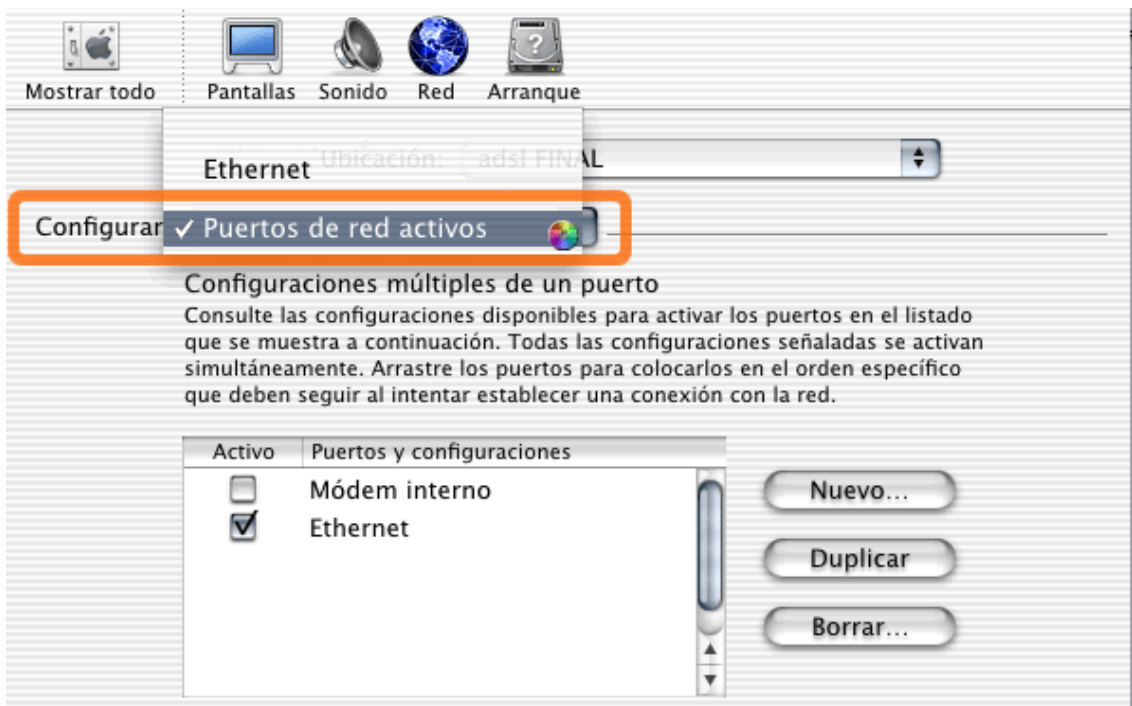 Mostrar todo
Pantallas
Sonido
Red
Arranque
Ubicación: adsl FINAL
Ethernet
Configurar ✓ Puertos de red activos
Configuraciones múltiples de un puerto
Consulte las configuraciones disponibles para activar los puertos en el listado
que se muestra a continuación. Todas las configuraciones señaladas se activan
simultáneamente. Arrastre los puertos para colocarlos en el orden específico
que deben seguir al intentar establecer una conexión con la red.
Activo Puertos y configuraciones
Módem interno
Ethernet
Nuevo...
Duplicar
Borrar...